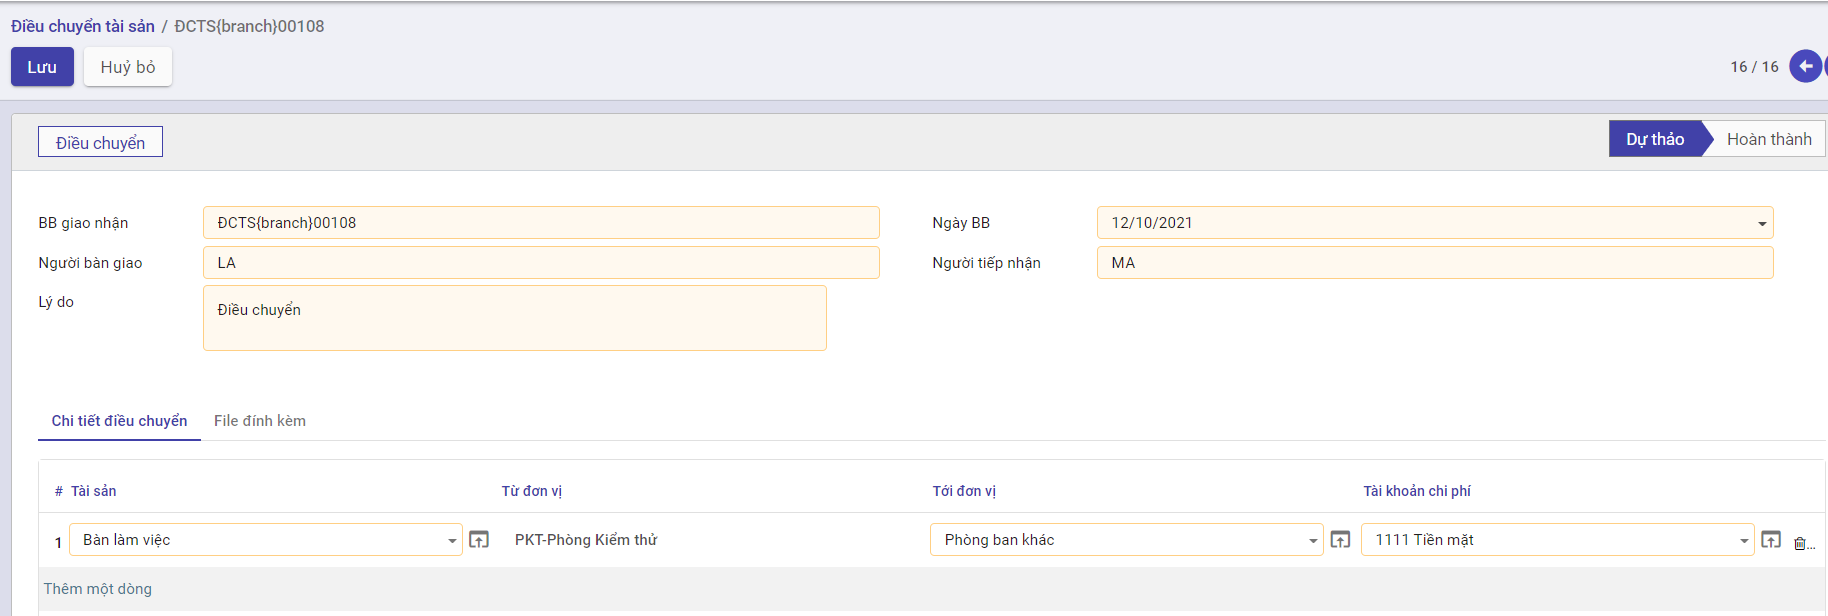 Điều chuyển tài sản / ĐCTS{branch}00108
Lưu Huỷ bỏ 16 / 16
Điều chuyển Dự thảo Hoàn thành
BB giao nhận ĐCTS{branch}00108 Ngày BB 12/10/2021
Người bàn giao LA Người tiếp nhận MA
Lý do Điều chuyển
Chi tiết điều chuyển File đính kèm
# Tài sản Từ đơn vị Tới đơn vị Tài khoản chi phí
1 Bàn làm việc PKT-Phòng Kiểm thử Phòng ban khác 1111 Tiền mặt ...
Thêm một dòng